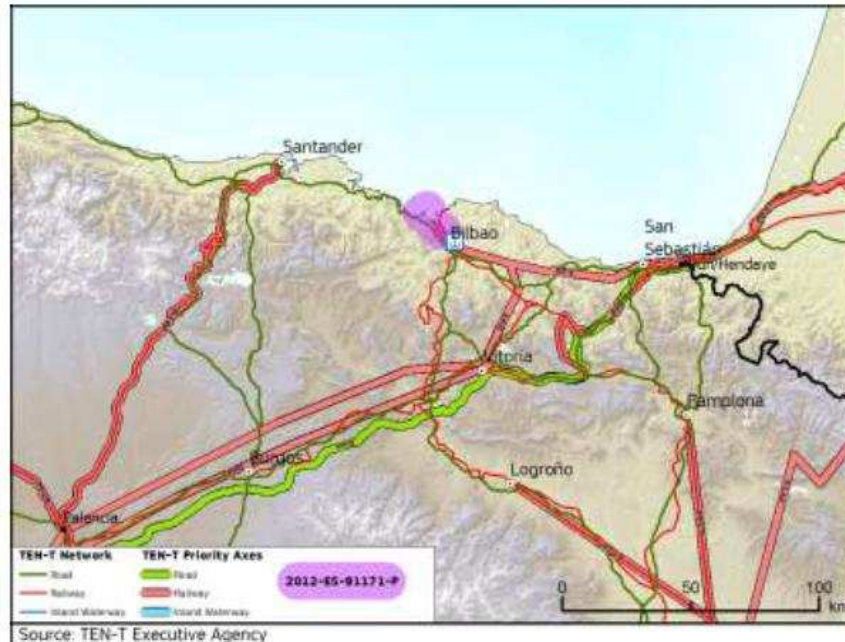 Santander
Bilbao
San
Sebastián
Vitoria
Pamplona
Burgos
Logroño
Palencia
TEN-T Network
TEN-T Priority Axes
Road
Road
Railway
Railway
Inland Waterway
Inland Waterway
2012-ES-91171-P
0
50
100
km
Source: TEN-T Executive Agency